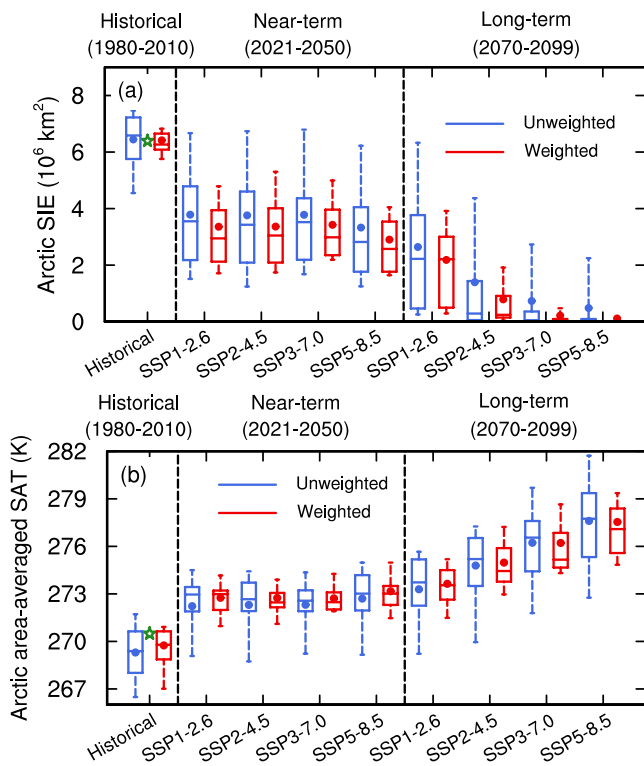 Historical Near-term Long-term
(1980-2010) (2021-2050) (2070-2099)
(a)
Arctic SIE (10⁶ km²)
8
6
4
2
0
Unweighted
Weighted
Historical SSP1-2.6 SSP2-4.5 SSP3-7.0 SSP5-8.5 SSP1-2.6 SSP2-4.5 SSP3-7.0 SSP5-8.5
Historical Near-term Long-term
(1980-2010) (2021-2050) (2070-2099)
(b)
Arctic area-averaged SAT (K)
282
279
276
273
270
267
Unweighted
Weighted
Historical SSP1-2.6 SSP2-4.5 SSP3-7.0 SSP5-8.5 SSP1-2.6 SSP2-4.5 SSP3-7.0 SSP5-8.5